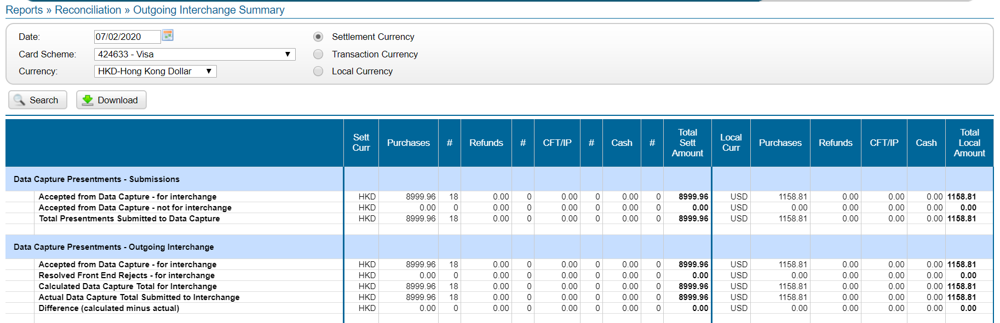 Reports » Reconciliation » Outgoing Interchange Summary
Date: 07/02/2020 Settlement Currency
Card Scheme: 424633 - Visa Transaction Currency
Currency: HKD-Hong Kong Dollar Local Currency
Search Download
Sett Curr Purchases # Refunds # CFT/IP # Cash # Total Sett Amount Local Curr Purchases Refunds CFT/IP Cash Total Local Amount
Data Capture Presentments - Submissions
Accepted from Data Capture - for interchange HKD 8999.96 18 0.00 0 0.00 0 0.00 0 8999.96 USD 1158.81 0.00 0.00 0.00 1158.81
Accepted from Data Capture - not for interchange HKD 0.00 0 0.00 0 0.00 0 0.00 0 0.00 USD 0.00 0.00 0.00 0.00 0.00
Total Presentments Submitted to Data Capture HKD 8999.96 18 0.00 0 0.00 0 0.00 0 8999.96 USD 1158.81 0.00 0.00 0.00 1158.81
Data Capture Presentments - Outgoing Interchange
Accepted from Data Capture - for interchange HKD 8999.96 18 0.00 0 0.00 0 0.00 0 8999.96 USD 1158.81 0.00 0.00 0.00 1158.81
Resolved Front End Rejects - for interchange HKD 0.00 0 0.00 0 0.00 0 0.00 0 0.00 USD 0.00 0.00 0.00 0.00 0.00
Calculated Data Capture Total for Interchange HKD 8999.96 18 0.00 0 0.00 0 0.00 0 8999.96 USD 1158.81 0.00 0.00 0.00 1158.81
Actual Data Capture Total Submitted to Interchange HKD 8999.96 18 0.00 0 0.00 0 0.00 0 8999.96 USD 1158.81 0.00 0.00 0.00 1158.81
Difference (calculated minus actual) HKD 0.00 0 0.00 0 0.00 0 0.00 0 0.00 USD 0.00 0.00 0.00 0.00 0.00